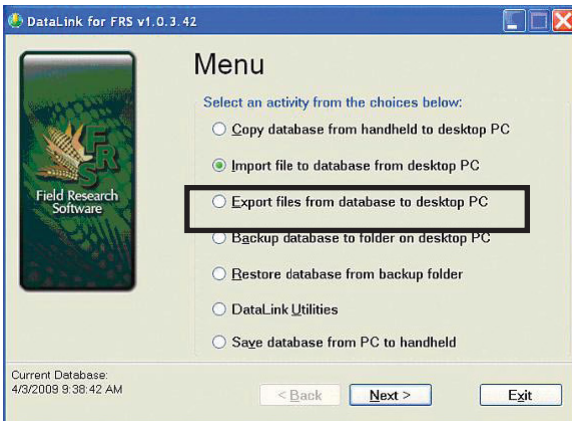 DataLink for FRS v1.0.3.42
Menu
Select an activity from the choices below:
Copy database from handheld to desktop PC
Import file to database from desktop PC
Export files from database to desktop PC
Backup database to folder on desktop PC
Restore database from backup folder
DataLink Utilities
Save database from PC to handheld
FRS
Field Research
Software
Current Database:
4/3/2009 9:38:42 AM
< Back
Next >
Exit